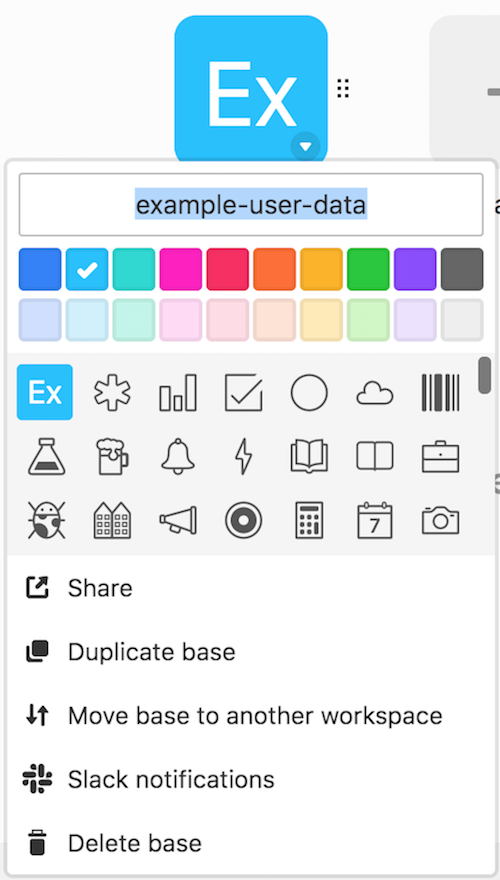 Ex
example-user-data
Ex
7
Share
Duplicate base
Move base to another workspace
Slack notifications
Delete base